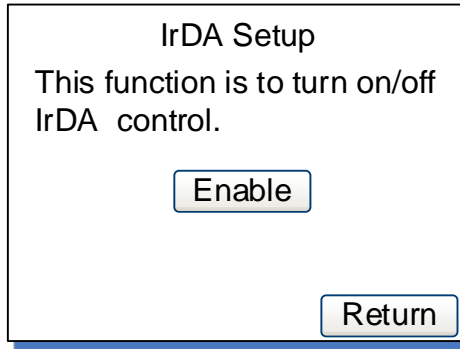 IrDA Setup
This function is to turn on/off
IrDA control.
Enable
Return